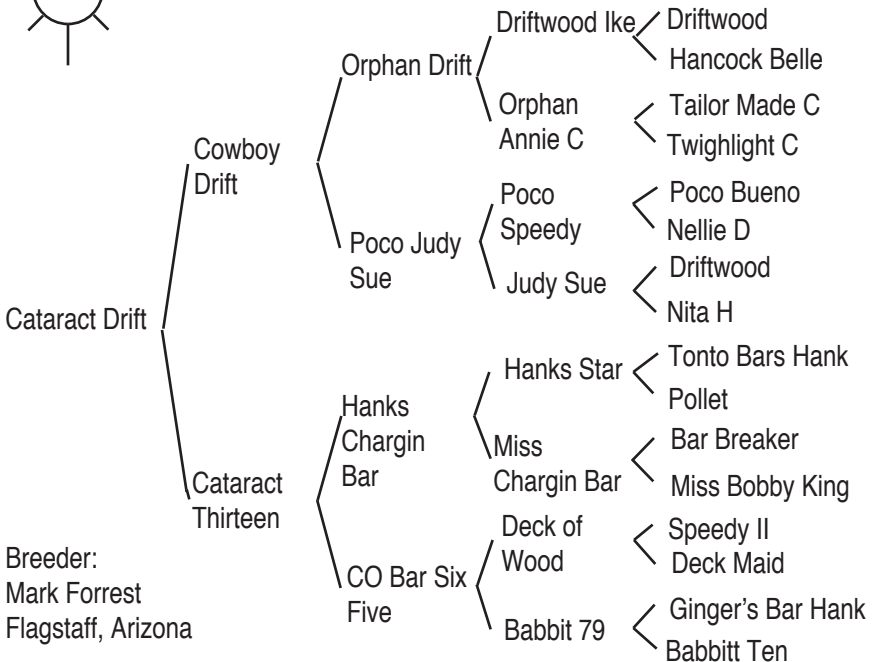 Cataract Drift
Cowboy
Drift
Cataract
Thirteen
Orphan Drift
Poco Judy
Sue
Hanks
Chargin
Bar
CO Bar Six
Five
Driftwood Ike
Orphan
Annie C
Poco
Speedy
Judy Sue
Hanks Star
Miss
Chargin Bar
Deck of
Wood
Babbit 79
Driftwood
Hancock Belle
Tailor Made C
Twighlight C
Poco Bueno
Nellie D
Driftwood
Nita H
Tonto Bars Hank
Pollet
Bar Breaker
Miss Bobby King
Speedy II
Deck Maid
Ginger's Bar Hank
Babbitt Ten
Breeder:
Mark Forrest
Flagstaff, Arizona